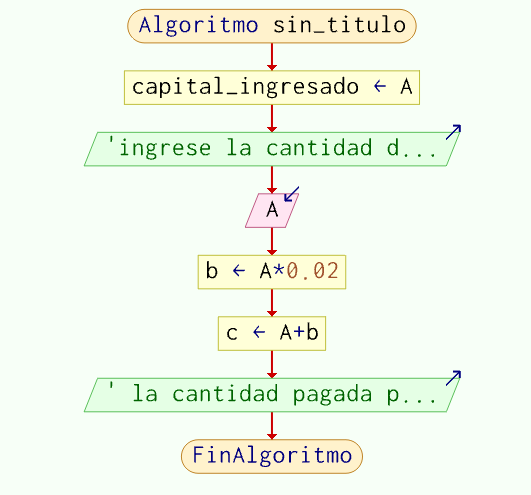 Algoritmo sin_titulo
capital_ingresado ← A
'ingrese la cantidad d...
A
b ← A*0.02
c ← A+b
' la cantidad pagada p...
FinAlgoritmo